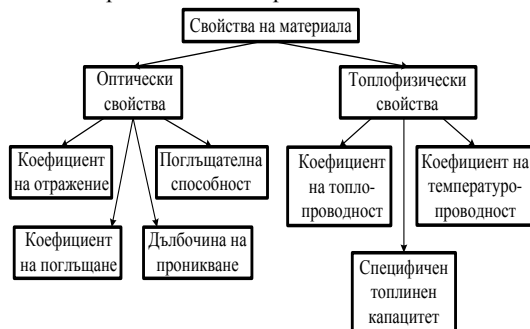 Свойства на материала
Оптически
свойства
Топлофизически
свойства
Коефициент
на отражение
Поглъщателна
способност
Коефициент
на топло-
проводност
Коефициент на
температуро-
проводност
Коефициент
на поглъщане
Дълбочина на
проникване
Специфичен
топлинен
капацитет